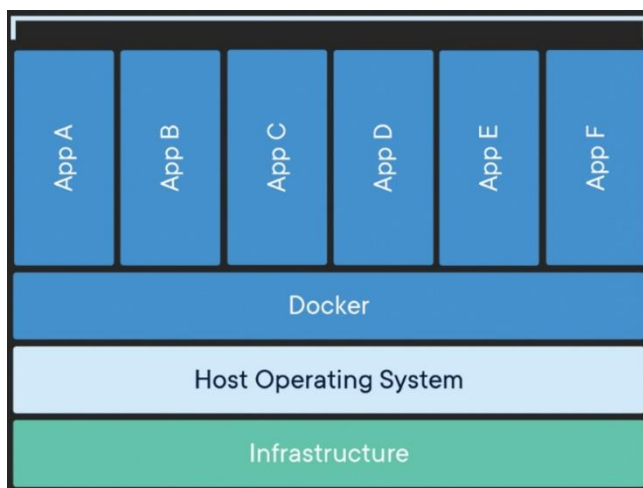 App A
App B
App C
App D
App E
App F
Docker
Host Operating System
Infrastructure